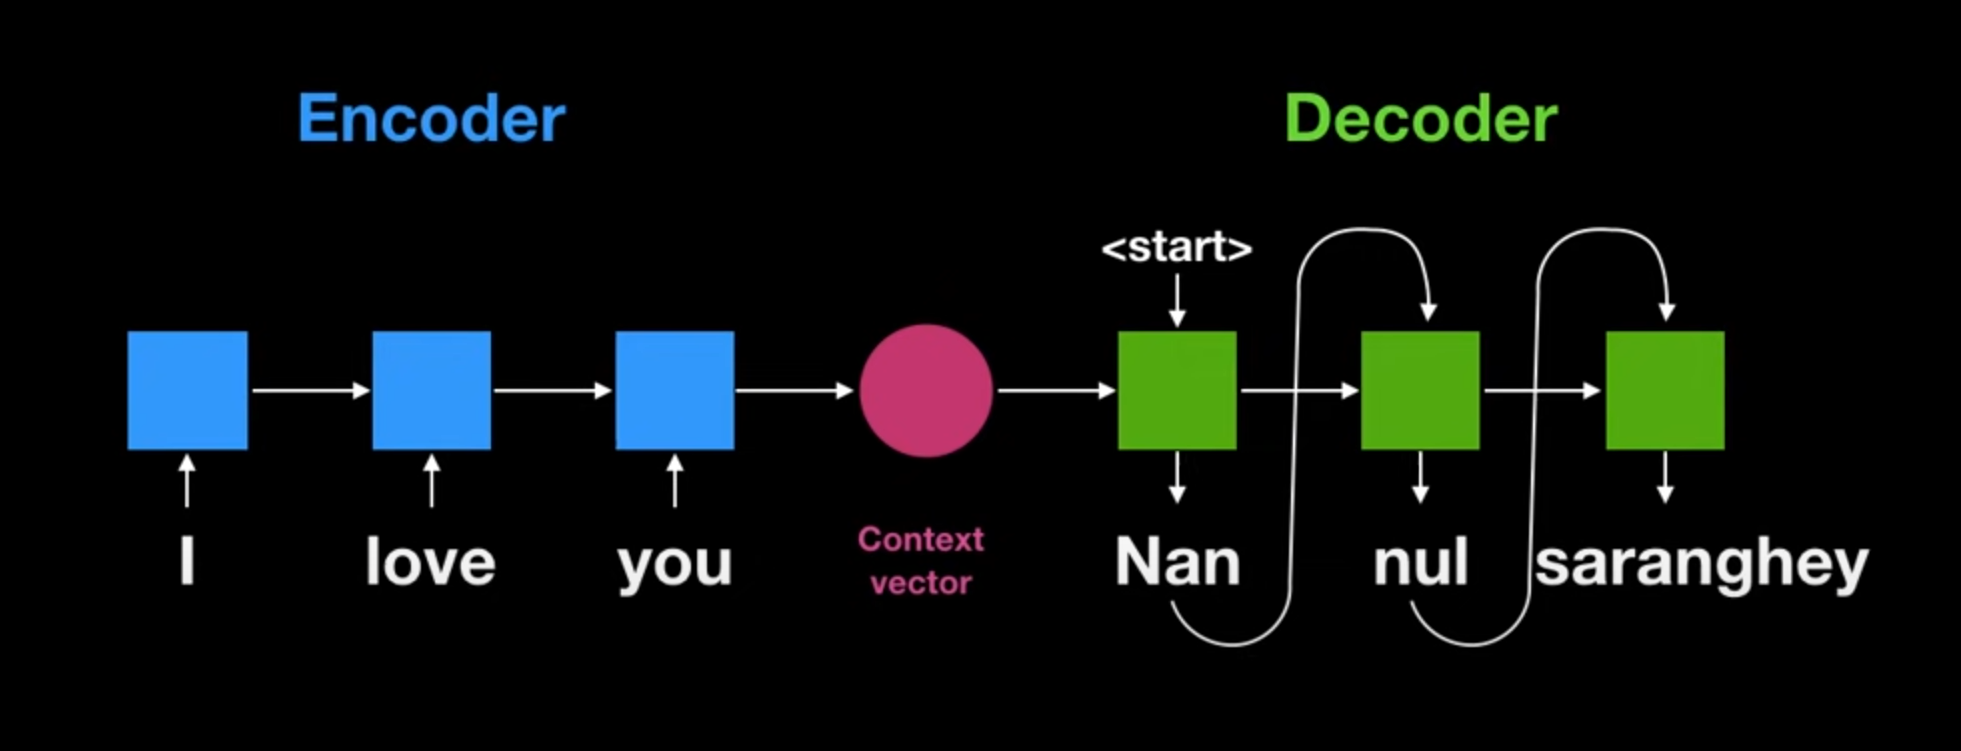 Encoder
Decoder
<start>
I love you
Context
vector
Nan nul saranghey